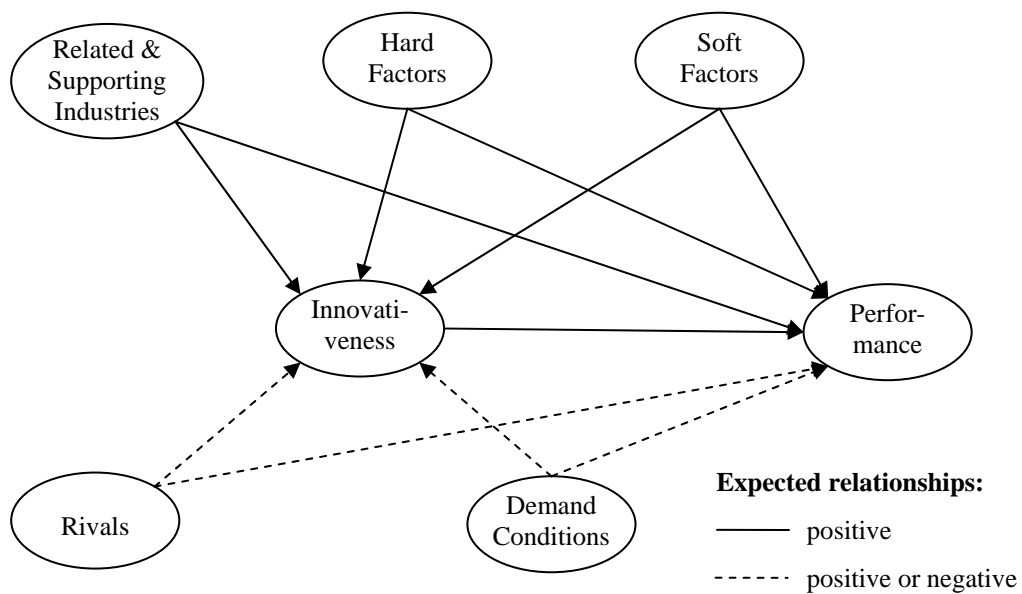 Related &
Supporting
Industries
Hard
Factors
Soft
Factors
Innovati-
veness
Perfor-
mance
Rivals
Demand
Conditions
Expected relationships:
positive
positive or negative